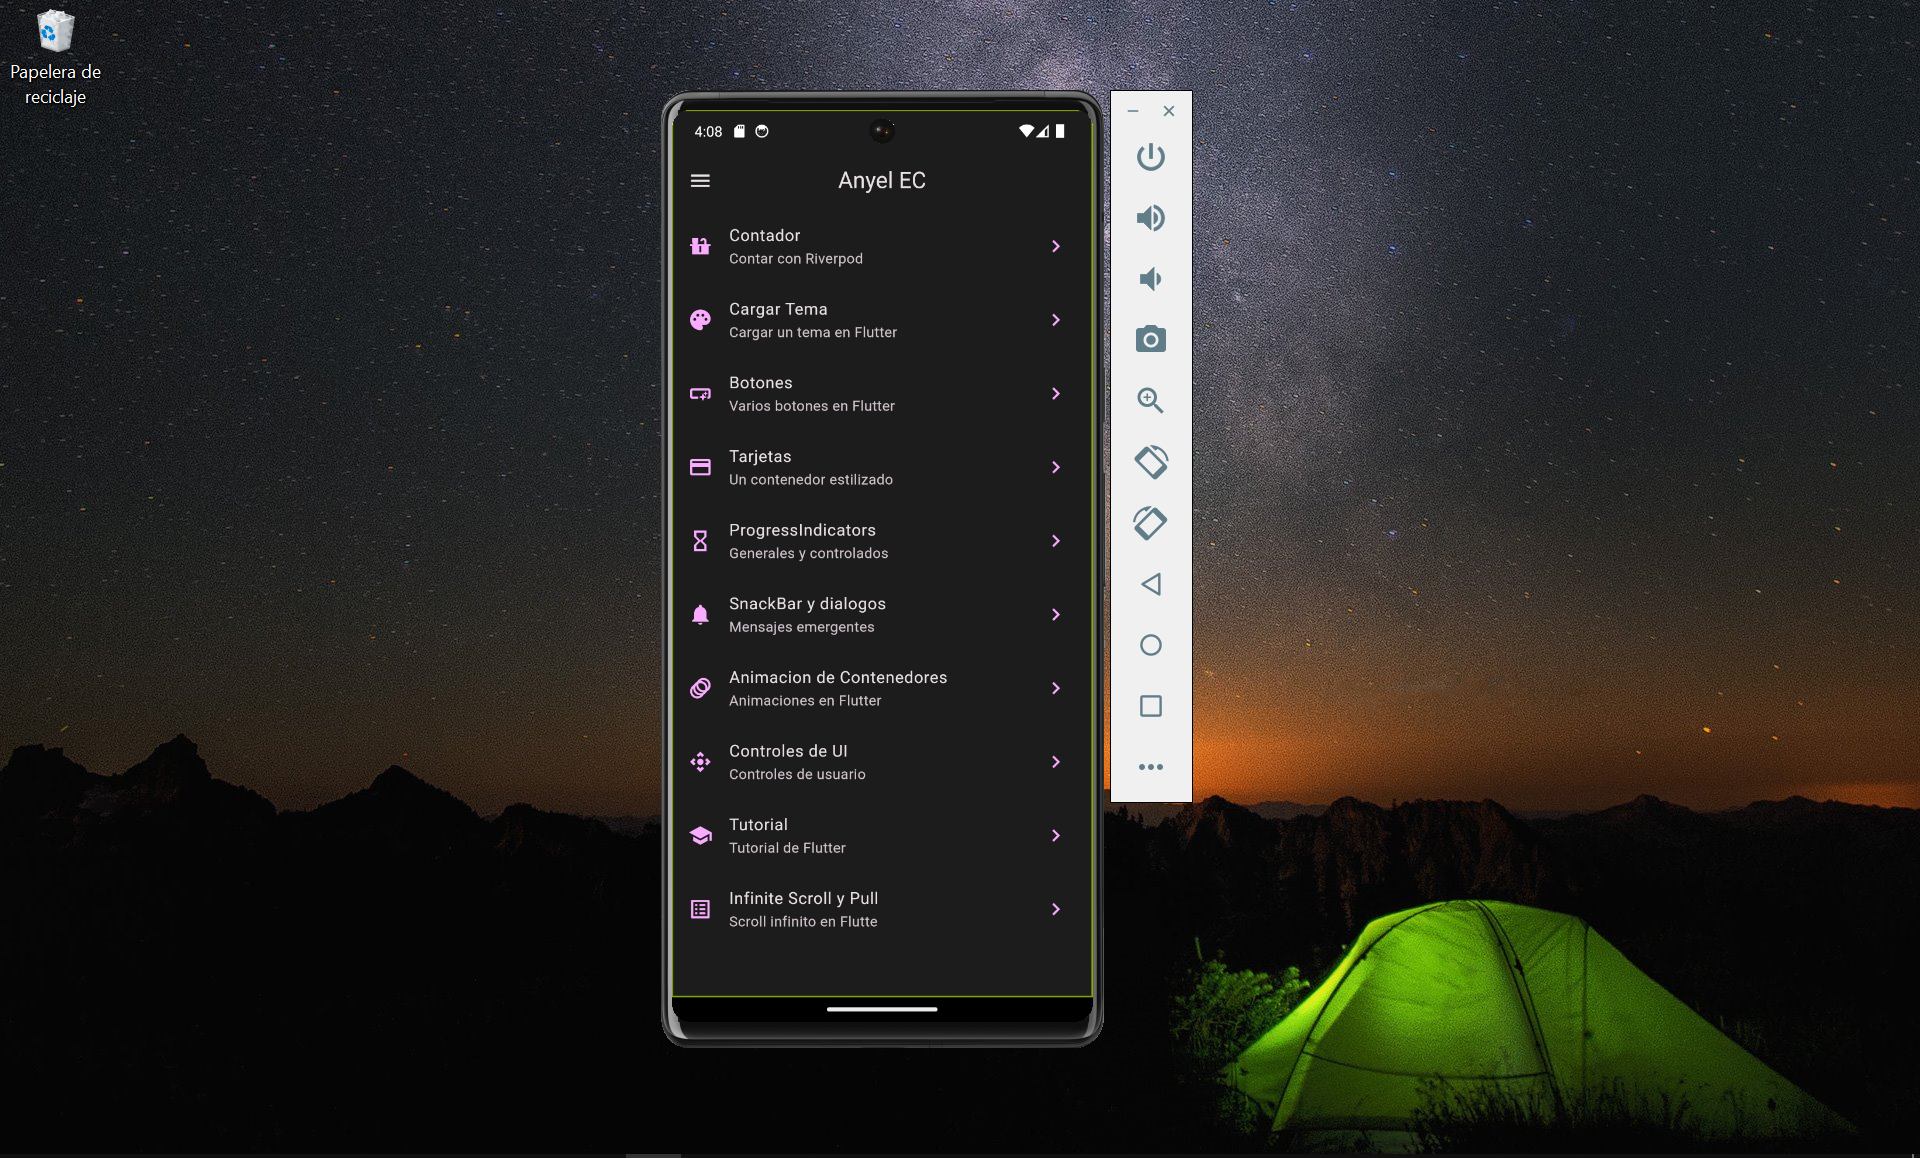 Papelera de
reciclaje
4:08
Anyel EC
Contador
Contar con Riverpod
Cargar Tema
Cargar un tema en Flutter
Botones
Varios botones en Flutter
Tarjetas
Un contenedor estilizado
ProgressIndicators
Generales y controlados
SnackBar y dialogos
Mensajes emergentes
Animacion de Contenedores
Animaciones en Flutter
Controles de UI
Controles de usuario
Tutorial
Tutorial de Flutter
Infinite Scroll y Pull
Scroll infinito en Flutte